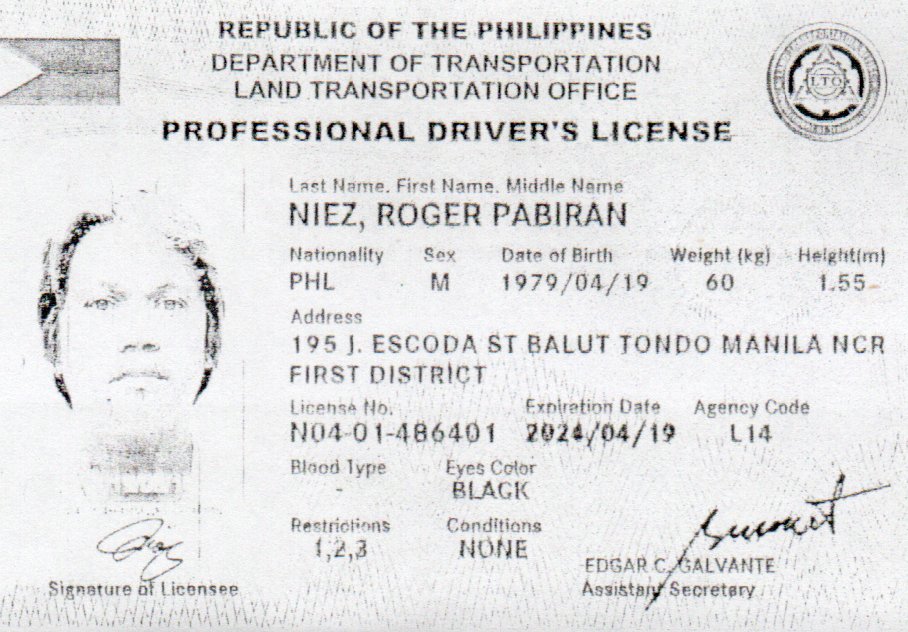 REPUBLIC OF THE PHILIPPINES
DEPARTMENT OF TRANSPORTATION
LAND TRANSPORTATION OFFICE
LTO
PROFESSIONAL DRIVER'S LICENSE
Last Name. First Name. Middle Name
NIEZ, ROGER PABIRAN
Nationality Sex Date of Birth Weight (kg) Height(m)
PHL M 1979/04/19 60 1.55
Address
195 J. ESCODA ST BALUT TONDO MANILA NCR
FIRST DISTRICT
License No. Expiration Date Agency Code
N04-01-486401 2024/04/19 L14
Blood Type Eyes Color
- BLACK
Restrictions Conditions
1,2,3 NONE
EDGAR C. GALVANTE
Signature of Licensee Assistant Secretary